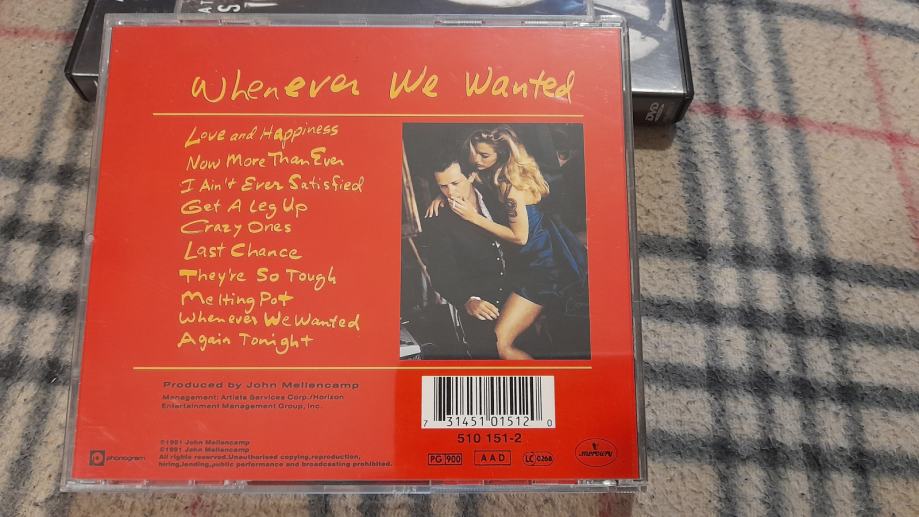 AT
S
DVD
Whenever We Wanted
Love and Happiness
Now More Than Ever
I Ain't Ever Satisfied
Get A Leg Up
Crazy Ones
Last Chance
They're So Tough
Melting Pot
Whenever We Wanted
Again Tonight
Produced by John Mellencamp
Management: Artists Services Corp./Horizon
Entertainment Management Group, Inc.
7 31451 01512 0
510 151-2
PG 900 AAD LC 0268
phonogram
℗1991 John Mellencamp
©1991 John Mellencamp
All rights reserved.Unauthorised copying,reproduction,
hiring,lending,public performance and broadcasting prohibited.
mercury